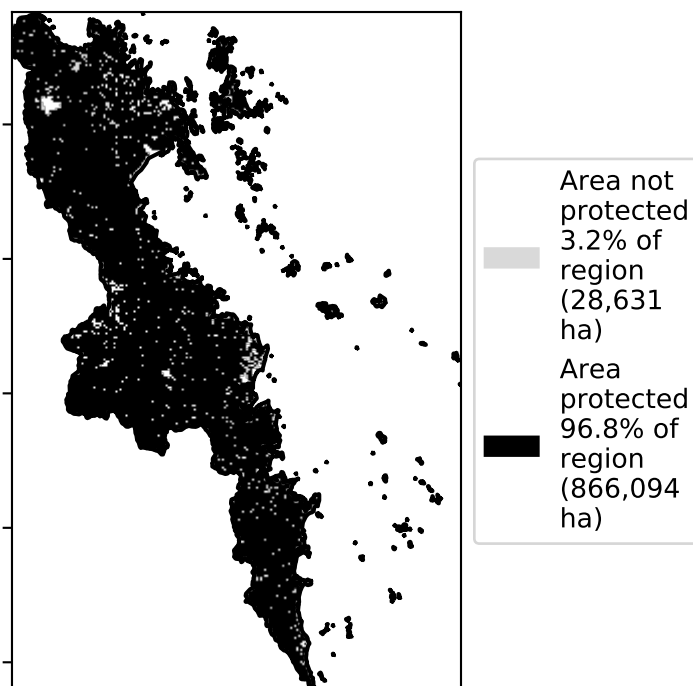 Area not
protected
3.2% of
region
(28,631
ha)
Area
protected
96.8% of
region
(866,094
ha)